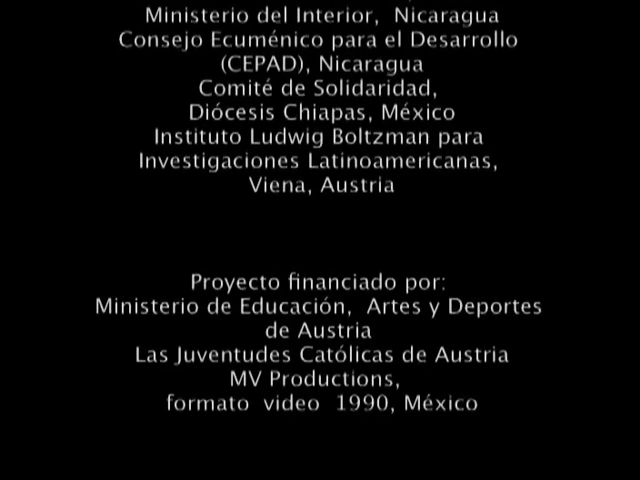 Ministerio del Interior, Nicaragua
Consejo Ecuménico para el Desarrollo
(CEPAD), Nicaragua
Comité de Solidaridad,
Diócesis Chiapas, México
Instituto Ludwig Boltzman para
Investigaciones Latinoamericanas,
Viena, Austria
Proyecto financiado por:
Ministerio de Educación, Artes y Deportes
de Austria
Las Juventudes Católicas de Austria
MV Productions,
formato video 1990, México